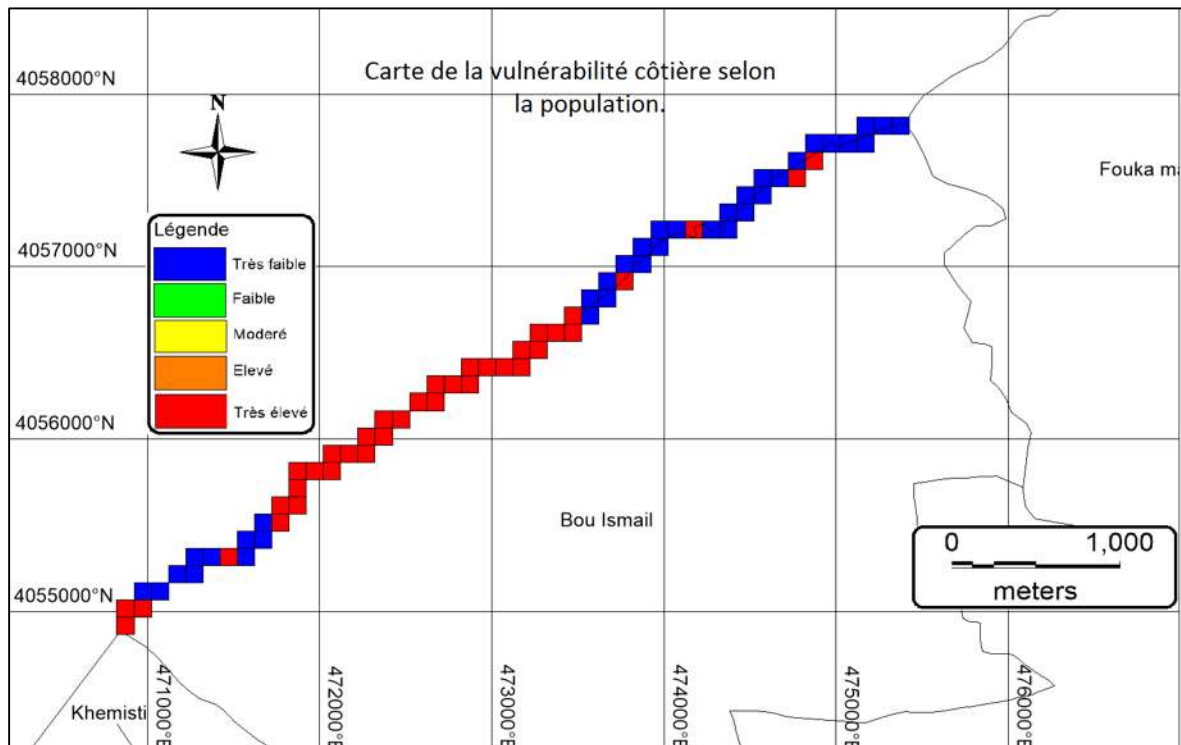 Carte de la vulnérabilité côtière selon
la population.
4058000°N
N
Fouka ma
Légende
Très faible
Faible
Moderé
Elevé
Très élevé
4057000°N
4056000°N
Bou Ismail
0 1,000
meters
4055000°N
Khemisti
471000°E
472000°E
473000°E
474000°E
475000°E
476000°E